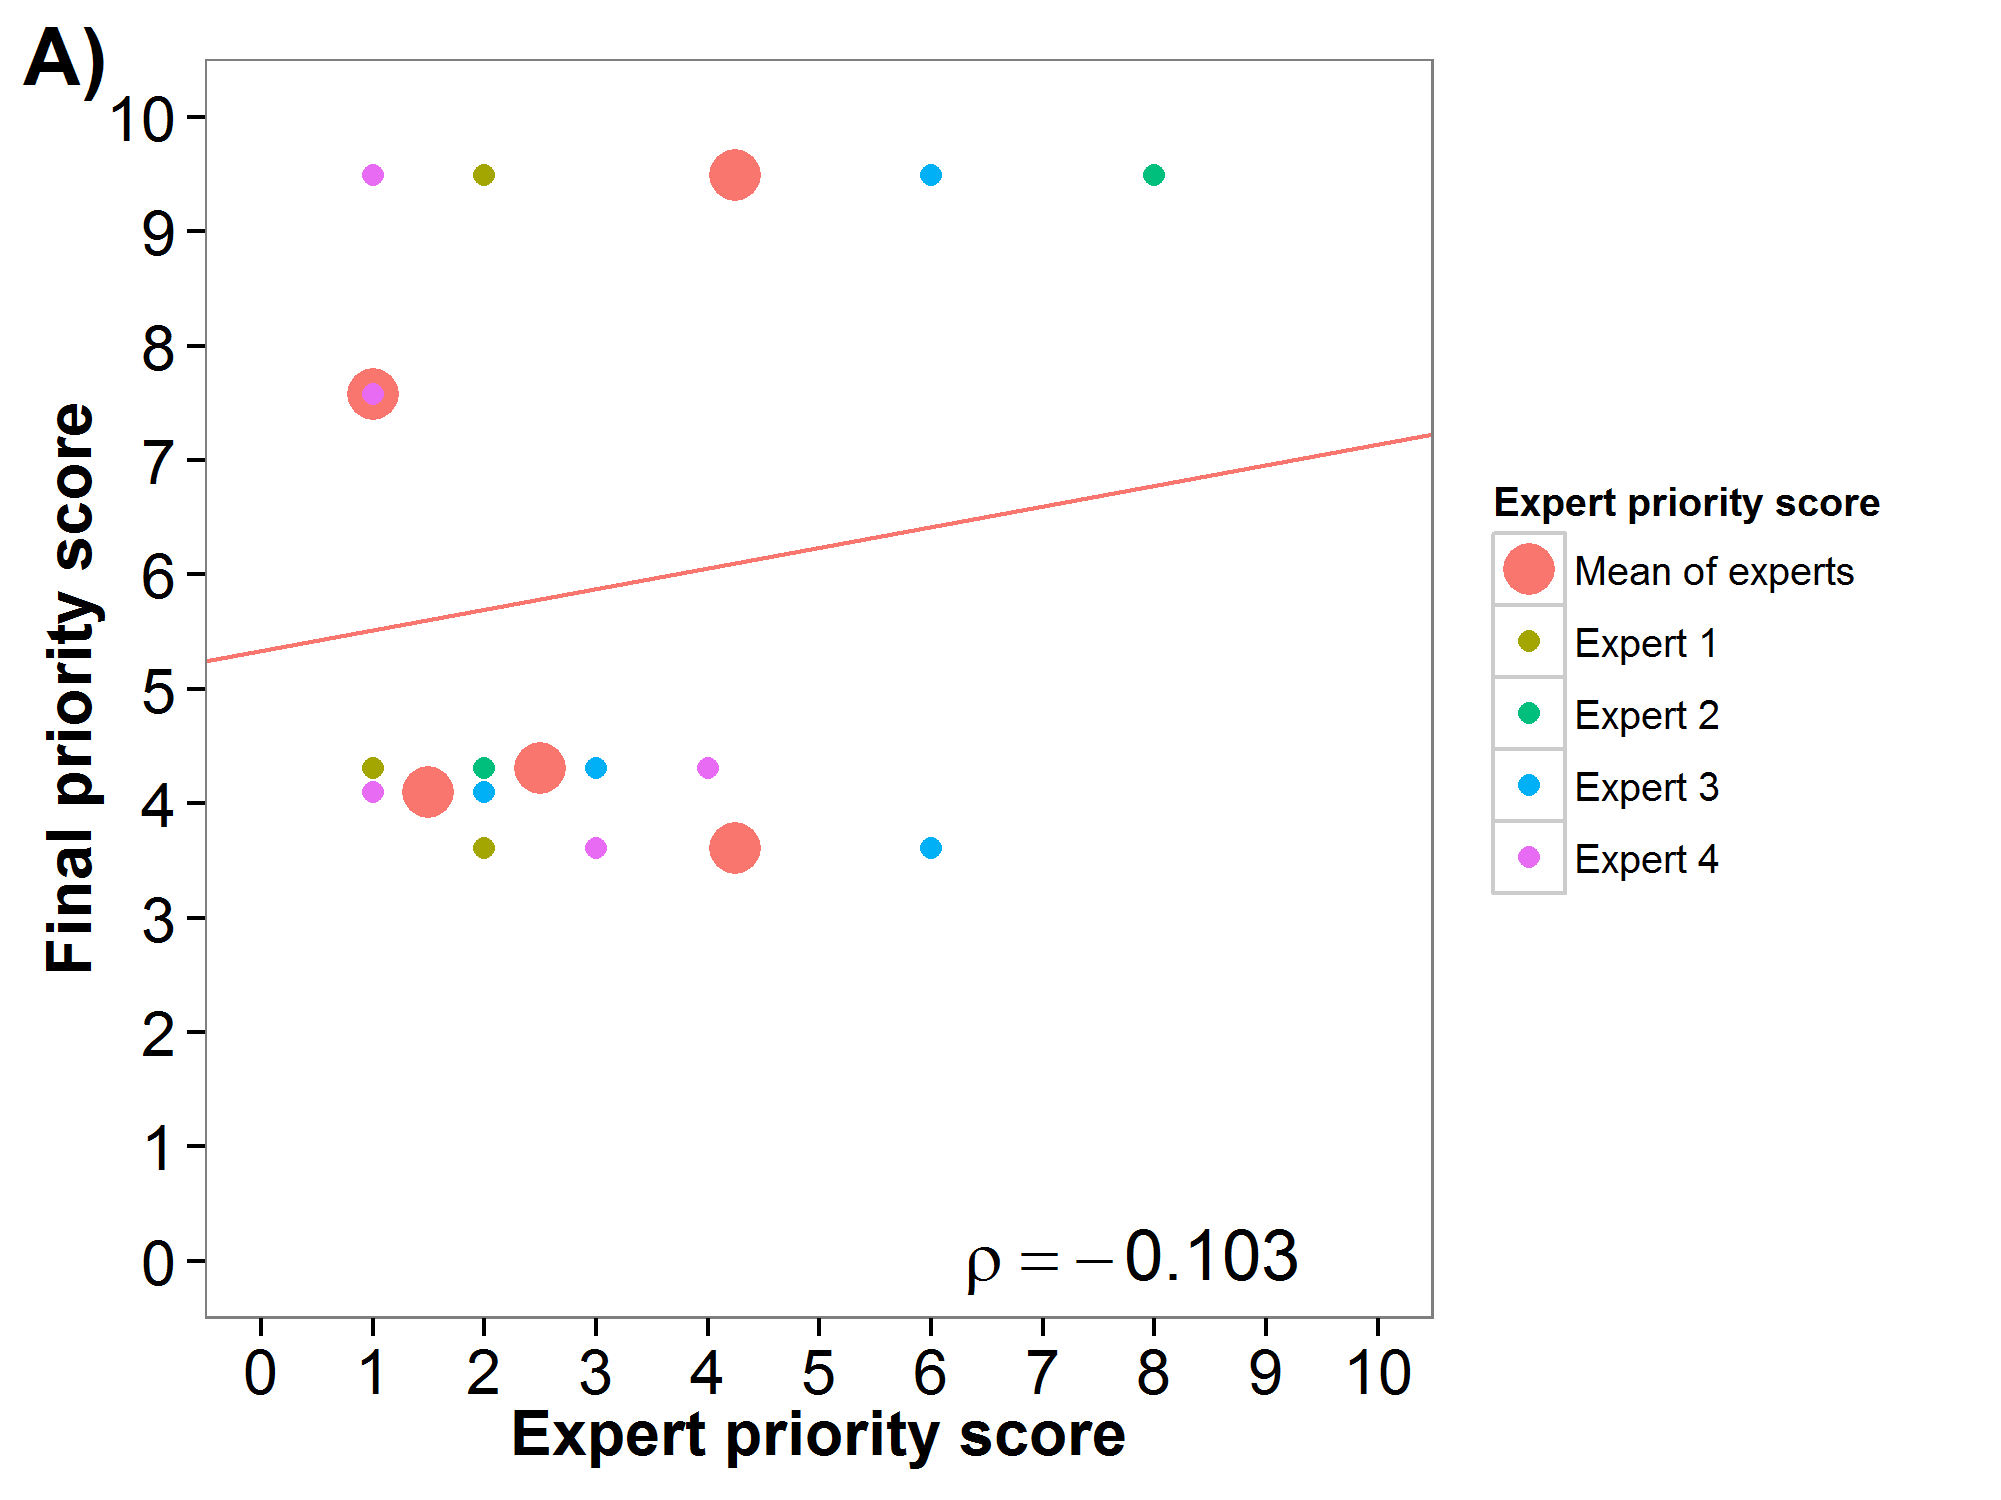 A)
10
9
8
7
6
5
4
3
2
1
0
Final priority score
ρ = −0.103
0 1 2 3 4 5 6 7 8 9 10
Expert priority score
Expert priority score
Mean of experts
Expert 1
Expert 2
Expert 3
Expert 4